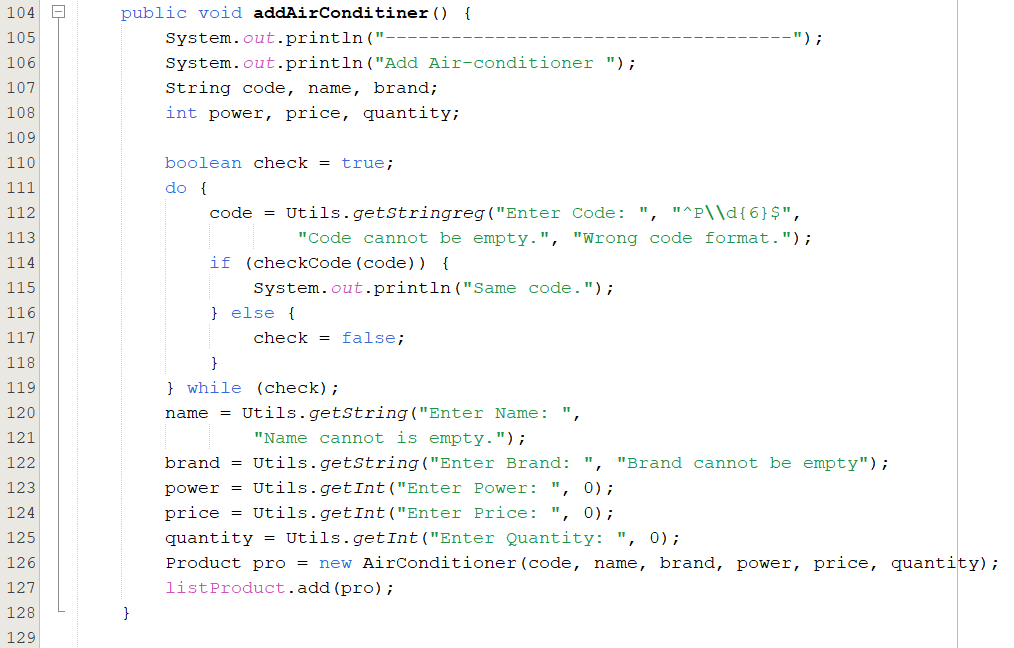 104 public void addAirConditiner() {
105 System.out.println("-------------------------------------");
106 System.out.println("Add Air-conditioner ");
107 String code, name, brand;
108 int power, price, quantity;
109
110 boolean check = true;
111 do {
112 code = Utils.getStringreg("Enter Code: ", "^P\\d{6}$",
113 "Code cannot be empty.", "Wrong code format.");
114 if (checkCode(code)) {
115 System.out.println("Same code.");
116 } else {
117 check = false;
118 }
119 } while (check);
120 name = Utils.getString("Enter Name: ",
121 "Name cannot is empty.");
122 brand = Utils.getString("Enter Brand: ", "Brand cannot be empty");
123 power = Utils.getInt("Enter Power: ", 0);
124 price = Utils.getInt("Enter Price: ", 0);
125 quantity = Utils.getInt("Enter Quantity: ", 0);
126 Product pro = new AirConditioner(code, name, brand, power, price, quantity);
127 listProduct.add(pro);
128 }
129